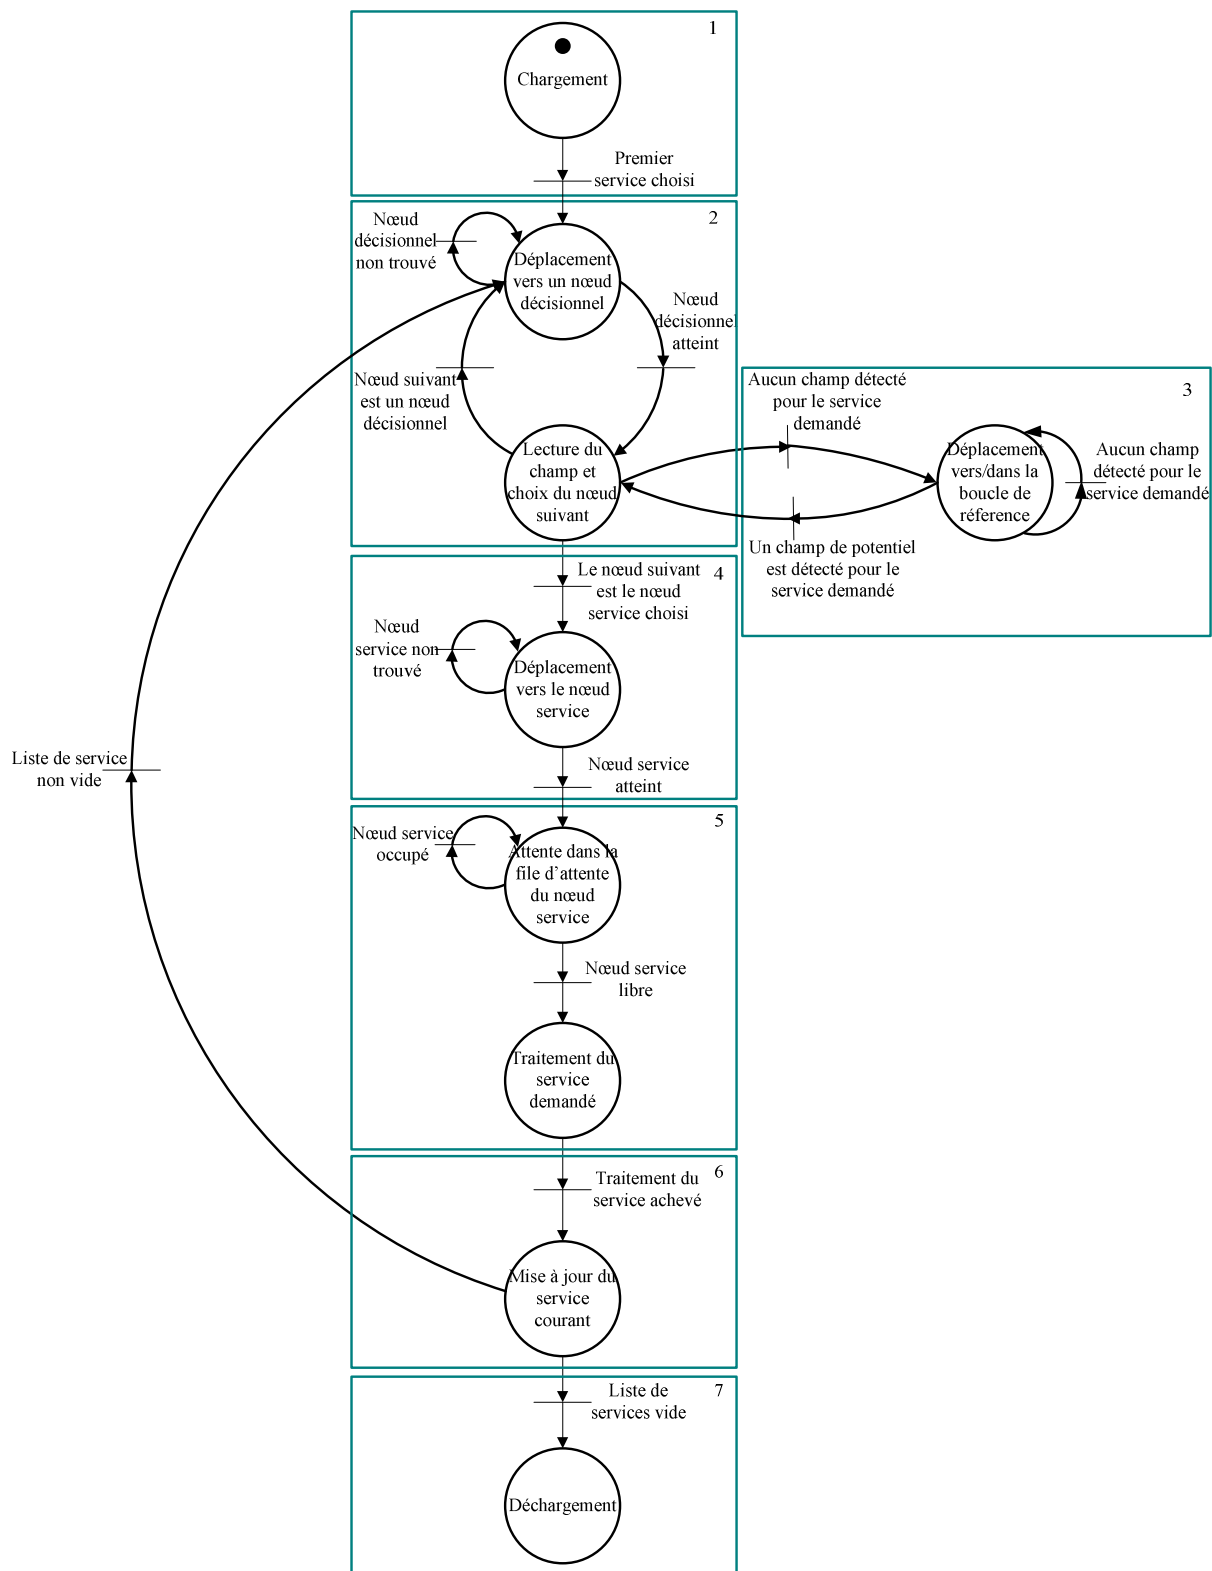 1
Chargement
Premier
service choisi
2
Nœud
décisionnel
non trouvé
Déplacement
vers un nœud
décisionnel
Nœud
décisionnel
atteint
Nœud suivant
est un nœud
décisionnel
Lecture du
champ et
choix du nœud
suivant
3
Aucun champ détecté
pour le service
demandé
Déplacement
vers/dans la
boucle de
réference
Aucun champ
détecté pour le
service demandé
Un champ de potentiel
est détecté pour le
service demandé
4
Le nœud suivant
est le nœud
service choisi
Nœud
service non
trouvé
Déplacement
vers le nœud
service
Nœud service
atteint
Liste de service
non vide
5
Nœud service
occupé
Attente dans la
file d’attente
du nœud
service
Nœud service
libre
Traitement du
service
demandé
6
Traitement du
service achevé
Mise à jour du
service
courant
7
Liste de
services vide
Déchargement